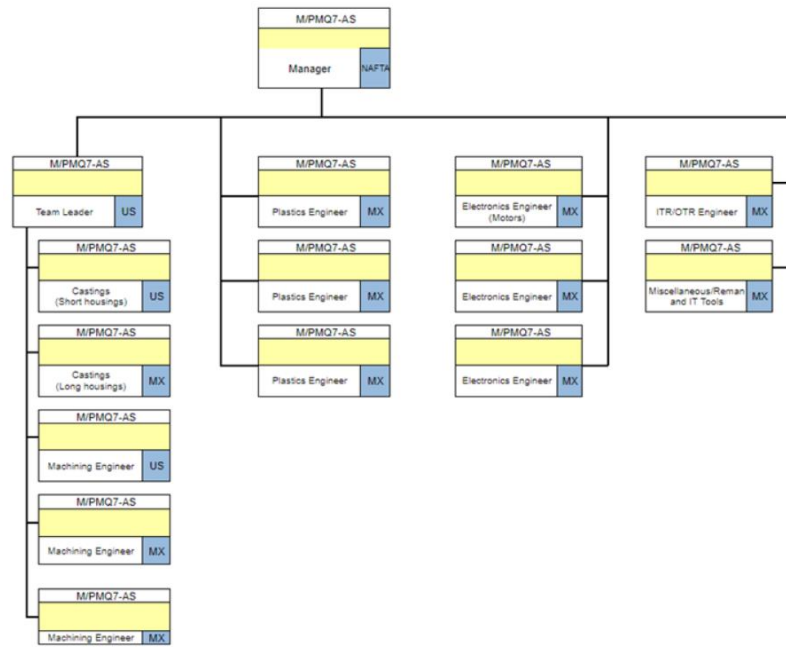 M/PMQ7-AS
Manager
NAFTA
M/PMQ7-AS
Team Leader
US
M/PMQ7-AS
Castings
(Short housings)
US
M/PMQ7-AS
Castings
(Long housings)
MX
M/PMQ7-AS
Machining Engineer
US
M/PMQ7-AS
Machining Engineer
MX
M/PMQ7-AS
Machining Engineer
MX
M/PMQ7-AS
Plastics Engineer
MX
M/PMQ7-AS
Plastics Engineer
MX
M/PMQ7-AS
Plastics Engineer
MX
M/PMQ7-AS
Electronics Engineer
(Motors)
MX
M/PMQ7-AS
Electronics Engineer
MX
M/PMQ7-AS
Electronics Engineer
MX
M/PMQ7-AS
ITR/OTR Engineer
MX
M/PMQ7-AS
Miscellaneous/Reman
and IT Tools
MX